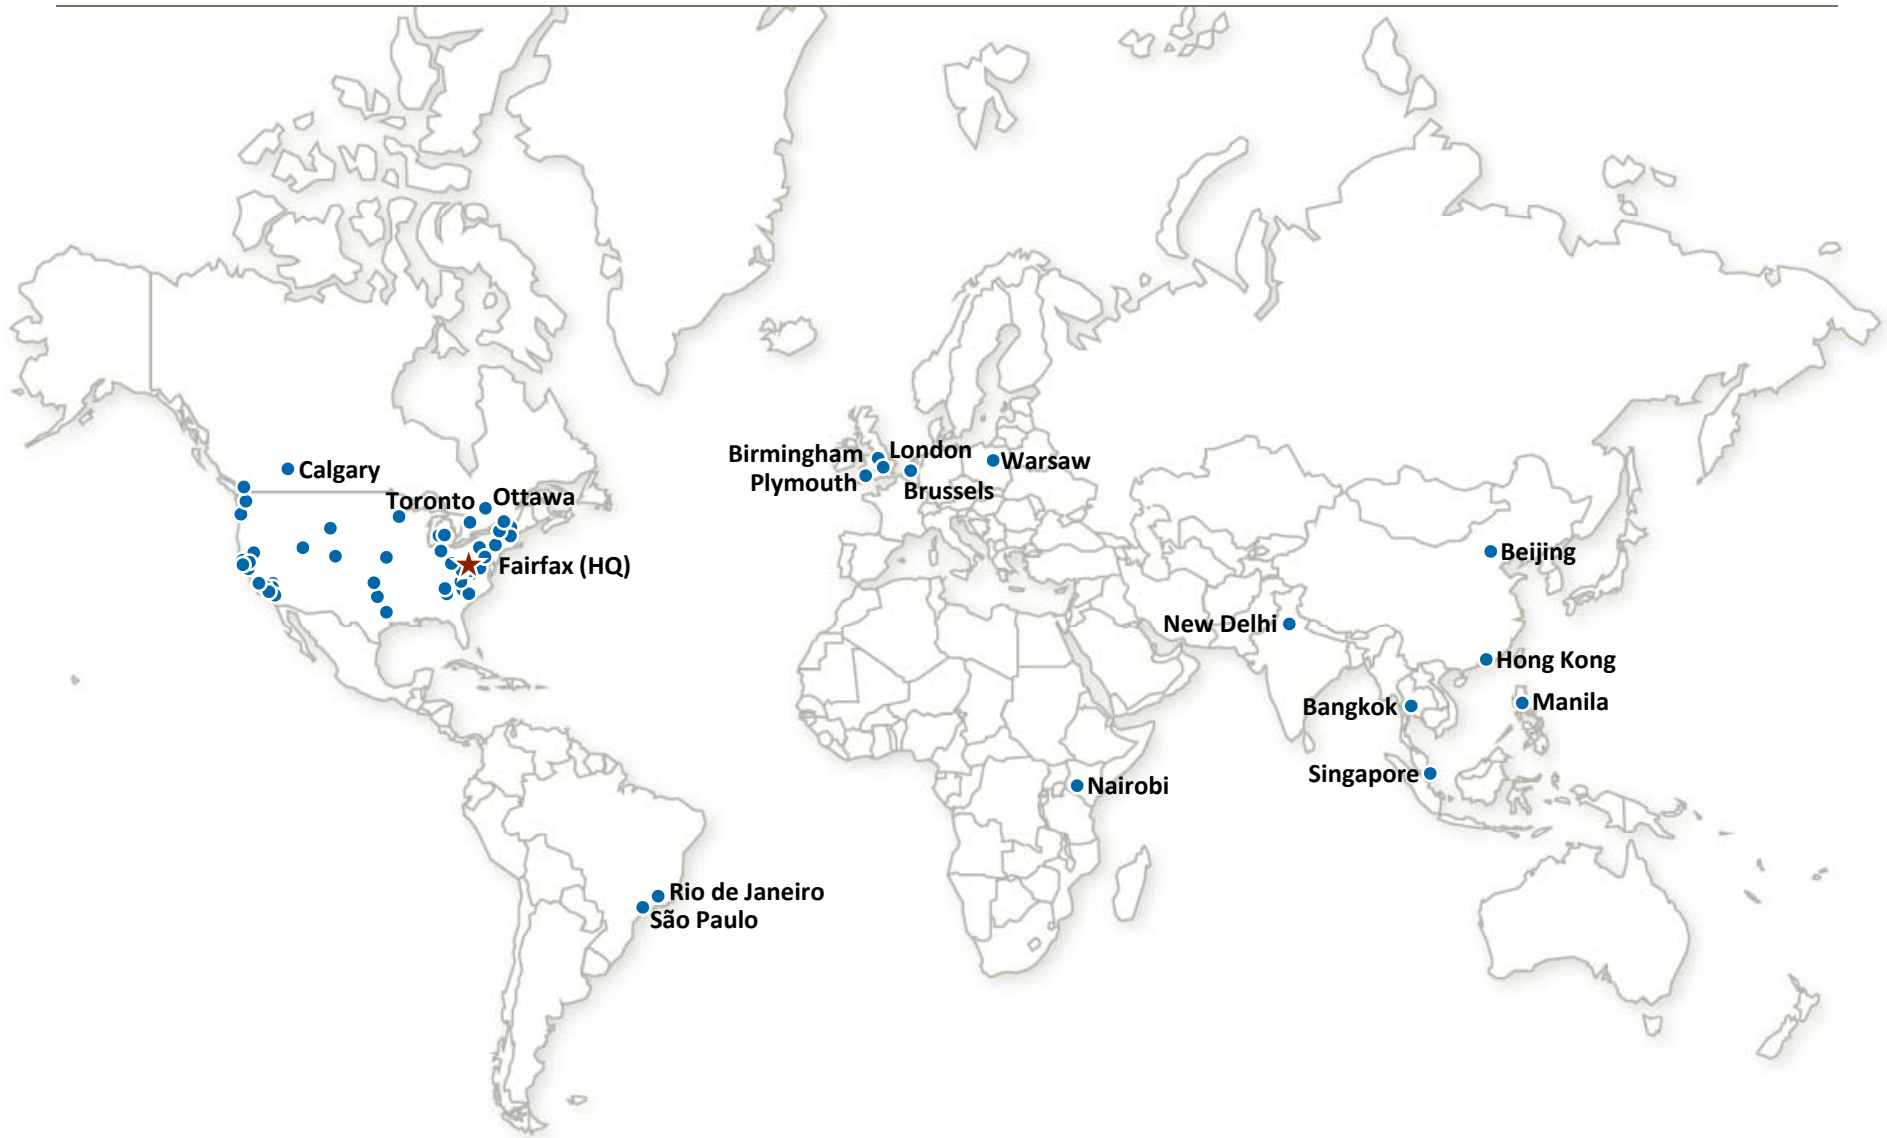 Birmingham
London
Warsaw
Calgary
Plymouth
Brussels
Toronto
Ottawa
Fairfax (HQ)
Beijing
New Delhi
Hong Kong
Bangkok
Manila
Singapore
Nairobi
Rio de Janeiro
São Paulo